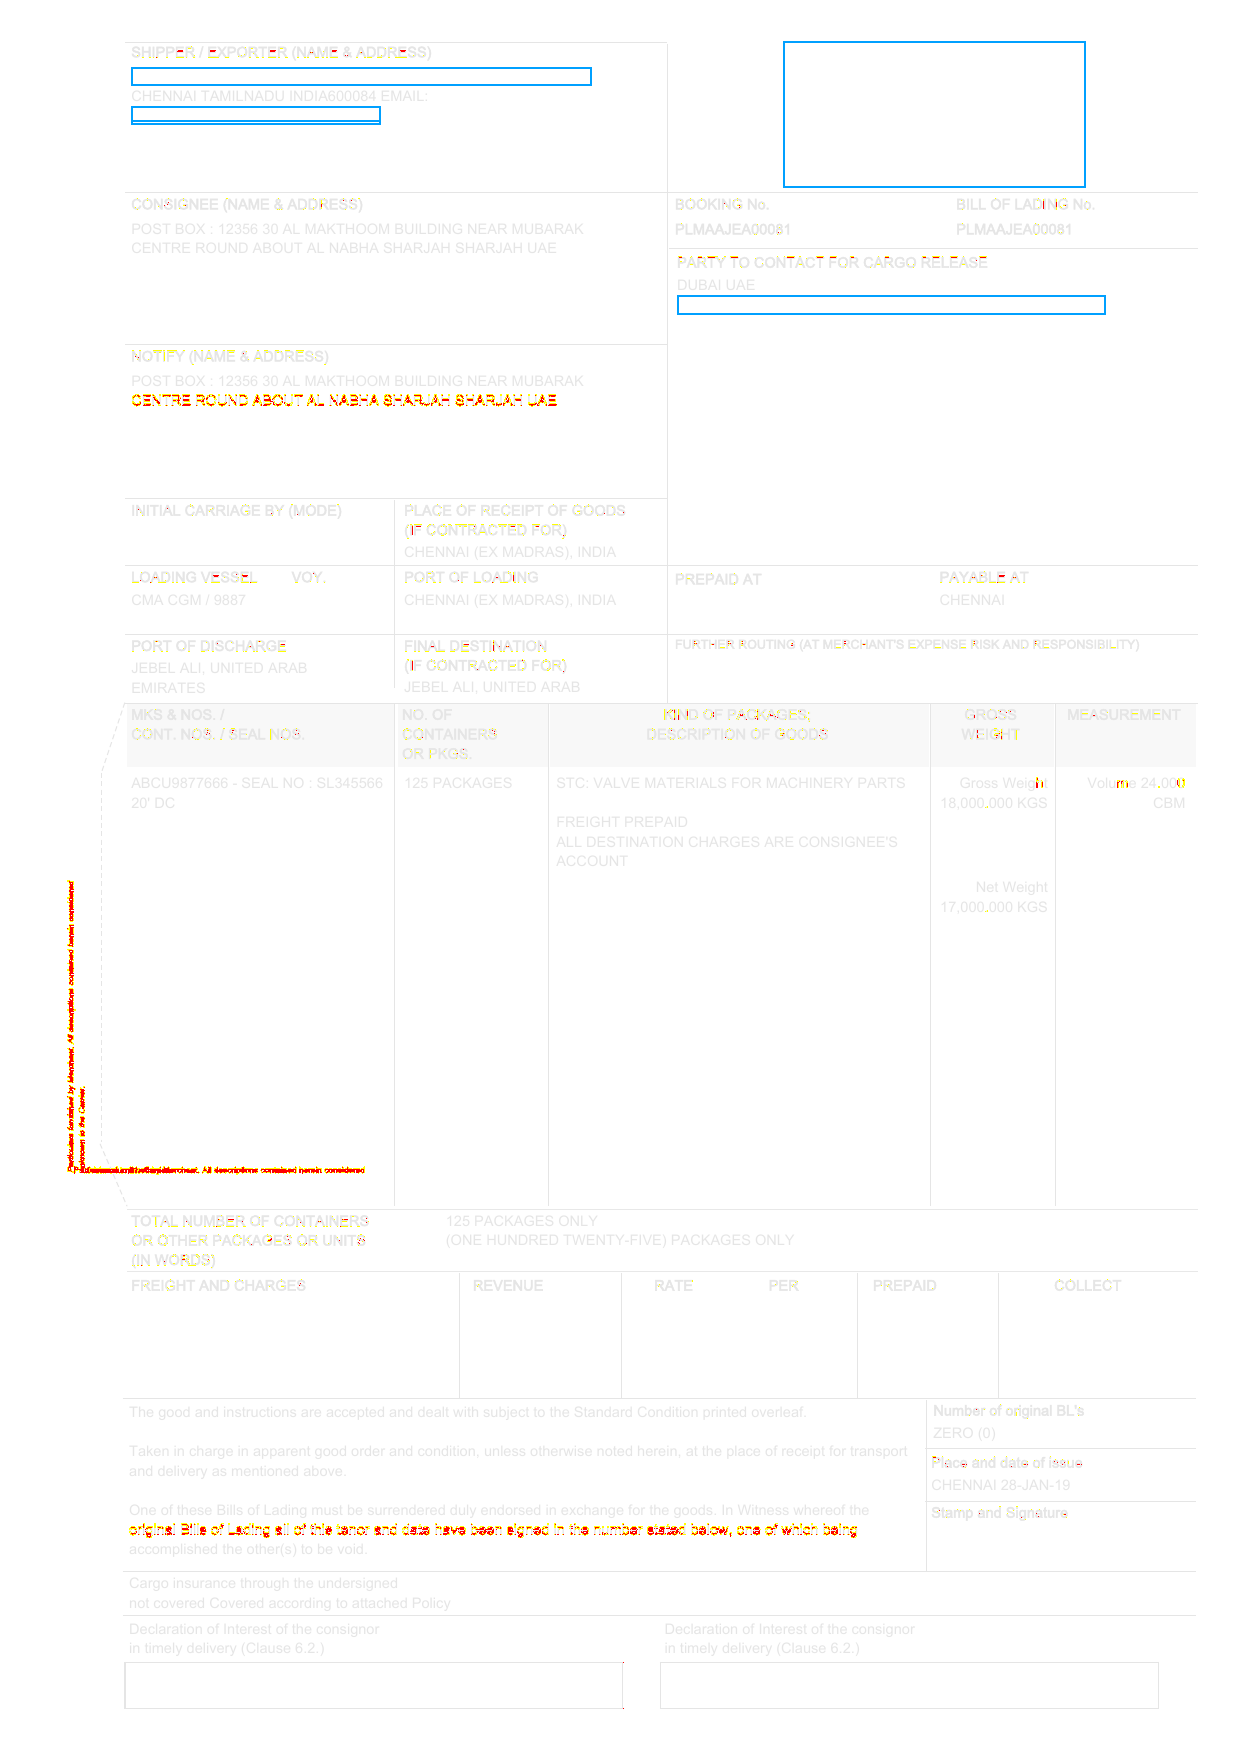 SHIPPER / EXPORTER (NAME & ADDRESS)
CHENNAI TAMILNADU INDIA600084 EMAIL:
CONSIGNEE (NAME & ADDRESS)
POST BOX : 12356 30 AL MAKTHOOM BUILDING NEAR MUBARAK
CENTRE ROUND ABOUT AL NABHA SHARJAH SHARJAH UAE
BOOKING No.
PLMAAJEA00081
BILL OF LADING No.
PLMAAJEA00081
PARTY TO CONTACT FOR CARGO RELEASE
DUBAI UAE
NOTIFY (NAME & ADDRESS)
POST BOX : 12356 30 AL MAKTHOOM BUILDING NEAR MUBARAK
CENTRE ROUND ABOUT AL NABHA SHARJAH SHARJAH UAE
INITIAL CARRIAGE BY (MODE)
PLACE OF RECEIPT OF GOODS
(IF CONTRACTED FOR)
CHENNAI (EX MADRAS), INDIA
LOADING VESSEL VOY.
CMA CGM / 9887
PORT OF LOADING
CHENNAI (EX MADRAS), INDIA
PREPAID AT
PAYABLE AT
CHENNAI
PORT OF DISCHARGE
JEBEL ALI, UNITED ARAB
EMIRATES
FINAL DESTINATION
(IF CONTRACTED FOR)
JEBEL ALI, UNITED ARAB
FURTHER ROUTING (AT MERCHANT'S EXPENSE RISK AND RESPONSIBILITY)
MKS & NOS. /
CONT. NOS. / SEAL NOS.
NO. OF
CONTAINERS
OR PKGS.
KIND OF PACKAGES;
DESCRIPTION OF GOODS
GROSS
WEIGHT
MEASUREMENT
ABCU9877666 - SEAL NO : SL345566
20' DC
125 PACKAGES
STC: VALVE MATERIALS FOR MACHINERY PARTS
FREIGHT PREPAID
ALL DESTINATION CHARGES ARE CONSIGNEE'S
ACCOUNT
Gross Weight
18,000.000 KGS
Net Weight
17,000.000 KGS
Volume 24.000
CBM
Particulars furnished by Merchant. All descriptions contained herein considered
unknown to the Carrier.
All descriptions contained herein considered
TOTAL NUMBER OF CONTAINERS
OR OTHER PACKAGES OR UNITS
(IN WORDS)
125 PACKAGES ONLY
(ONE HUNDRED TWENTY-FIVE) PACKAGES ONLY
FREIGHT AND CHARGES
REVENUE
RATE
PER
PREPAID
COLLECT
The good and instructions are accepted and dealt with subject to the Standard Condition printed overleaf.
Taken in charge in apparent good order and condition, unless otherwise noted herein, at the place of receipt for transport
and delivery as mentioned above.
One of these Bills of Lading must be surrendered duly endorsed in exchange for the goods. In Witness whereof the
original Bills of Lading all of this tenor and date have been signed in the number stated below, one of which being
accomplished the other(s) to be void.
Number of original BL's
ZERO (0)
Place and date of issue
CHENNAI 28-JAN-19
Stamp and Signature
Cargo insurance through the undersigned
not covered Covered according to attached Policy
Declaration of Interest of the consignor
in timely delivery (Clause 6.2.)
Declaration of Interest of the consignor
in timely delivery (Clause 6.2.)